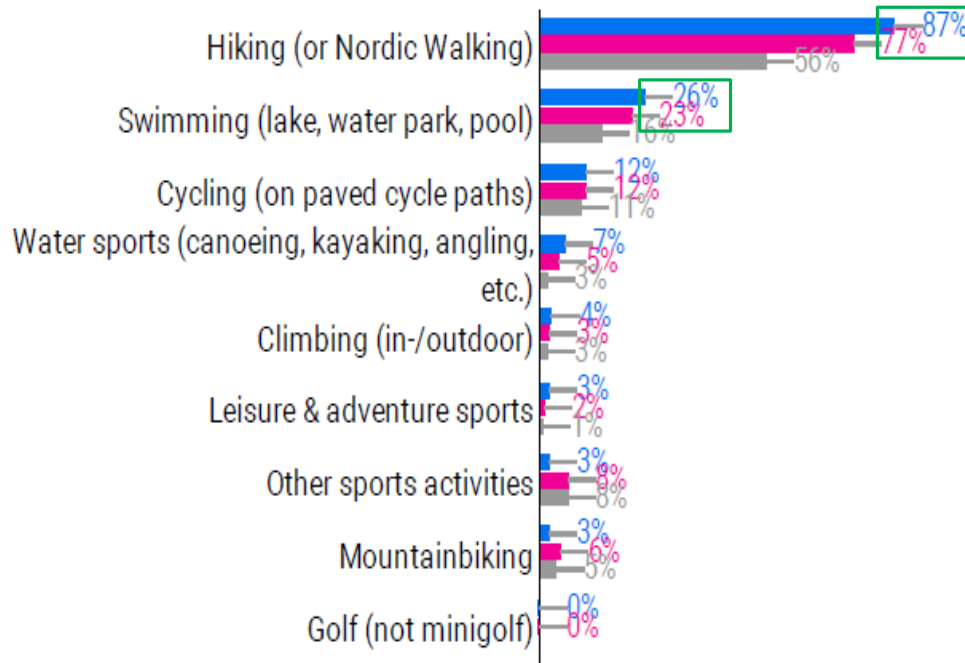 87%
Hiking (or Nordic Walking)
77%
56%
26%
Swimming (lake, water park, pool)
23%
16%
12%
Cycling (on paved cycle paths)
12%
11%
Water sports (canoeing, kayaking, angling,
etc.)
7%
5%
3%
4%
Climbing (in-/outdoor)
3%
3%
3%
Leisure & adventure sports
2%
1%
3%
Other sports activities
8%
8%
3%
Mountainbiking
6%
5%
0%
Golf (not minigolf)
0%